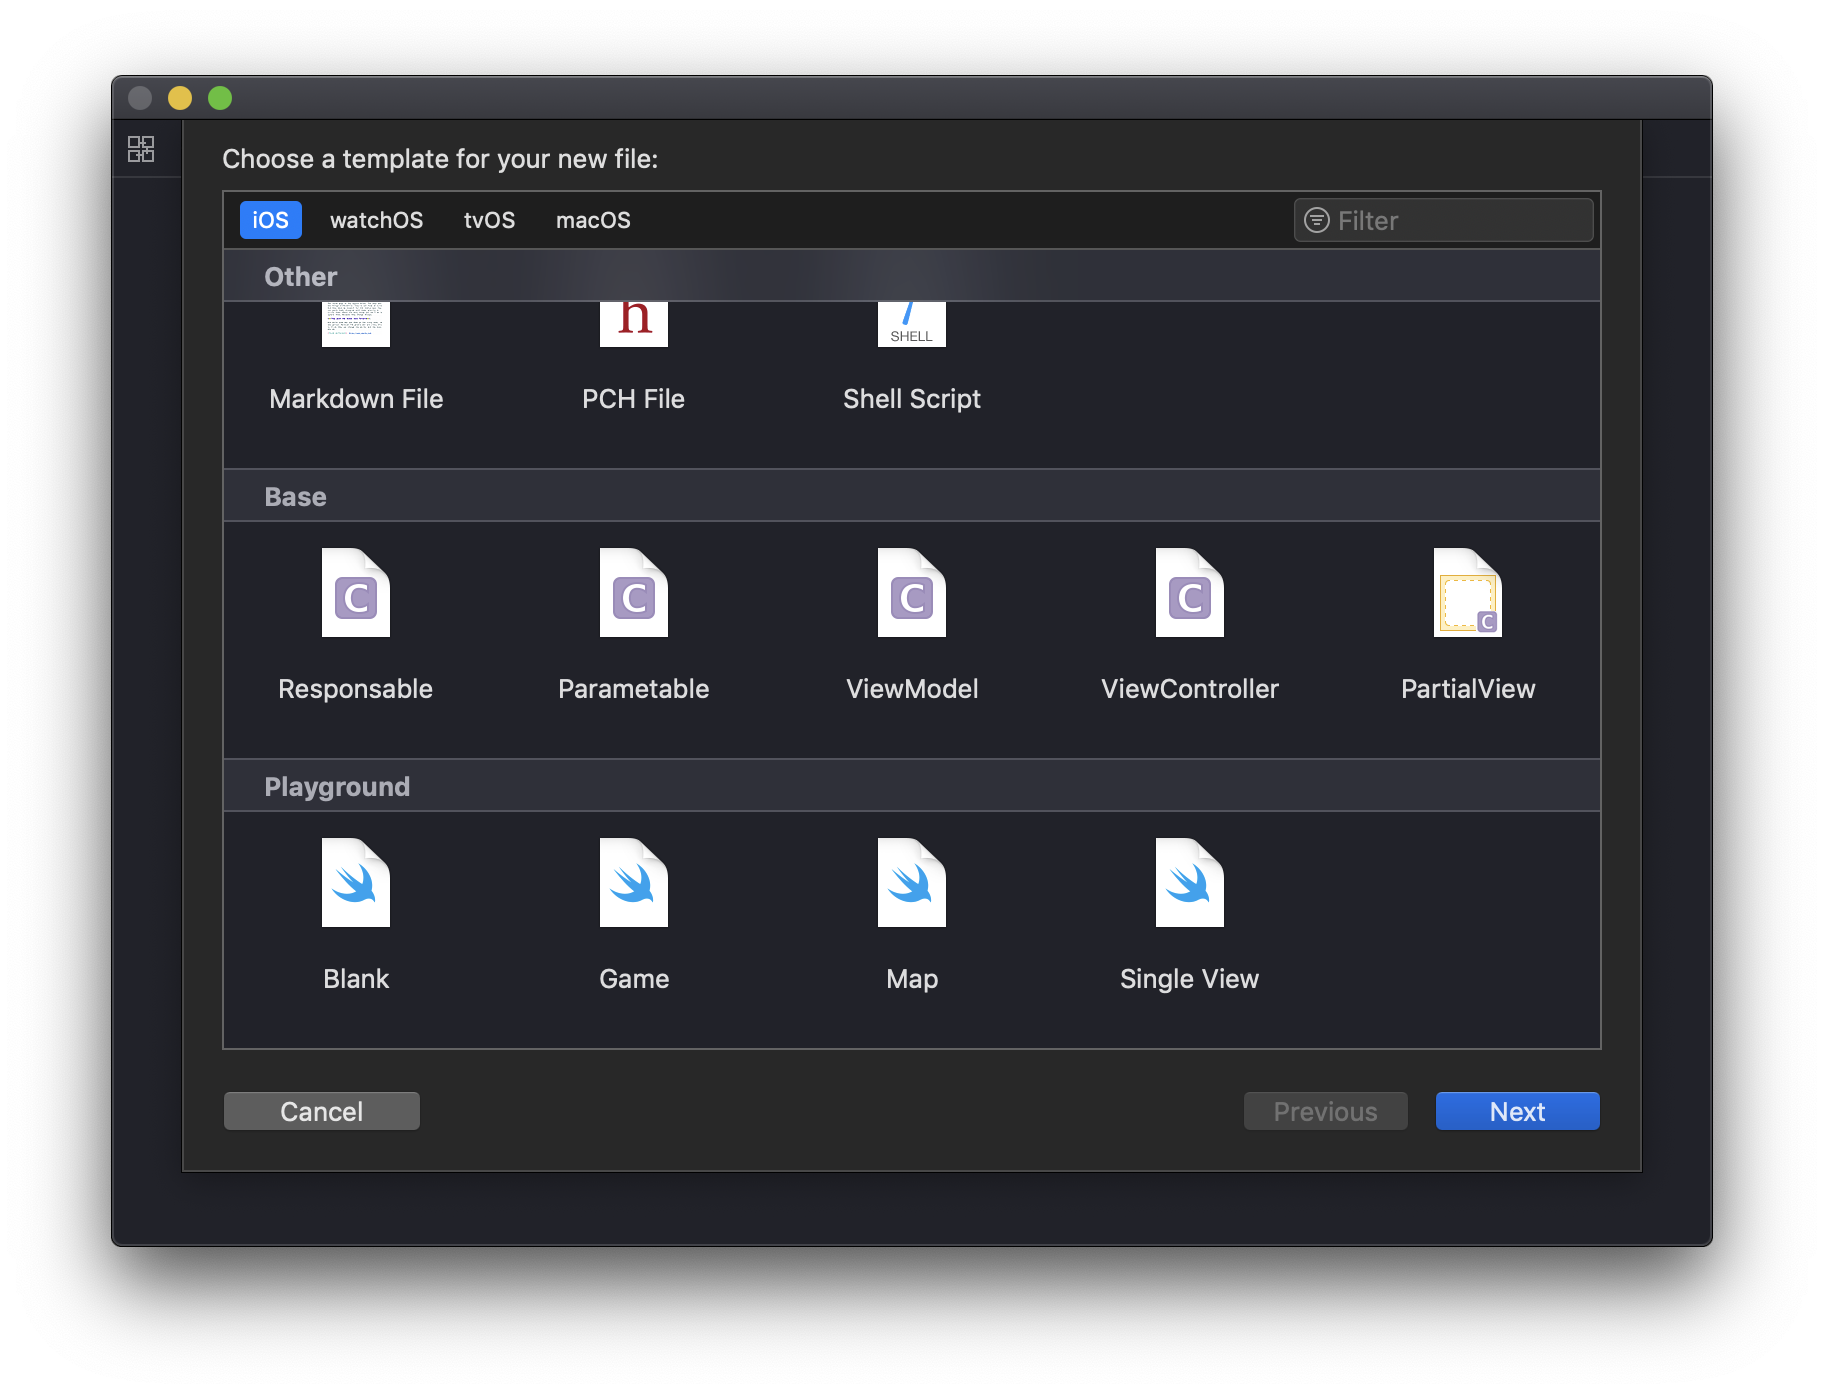 Choose a template for your new file:
iOS watchOS tvOS macOS Filter
Other
h
SHELL
Markdown File PCH File Shell Script
Base
C C C C C
Responsable Parametable ViewModel ViewController PartialView
Playground
Blank Game Map Single View
Cancel Previous Next